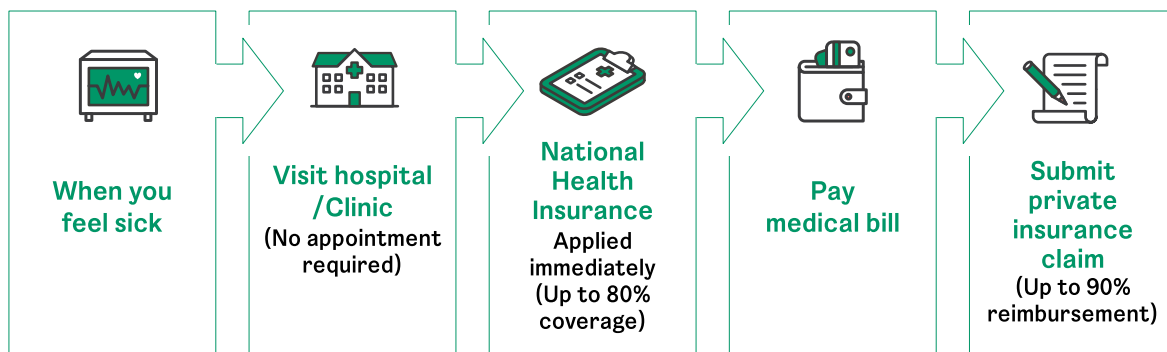 When you
feel sick
Visit hospital
/Clinic
(No appointment
required)
National
Health
Insurance
Applied
immediately
(Up to 80%
coverage)
Pay
medical bill
Submit
private
insurance
claim
(Up to 90%
reimbursement)